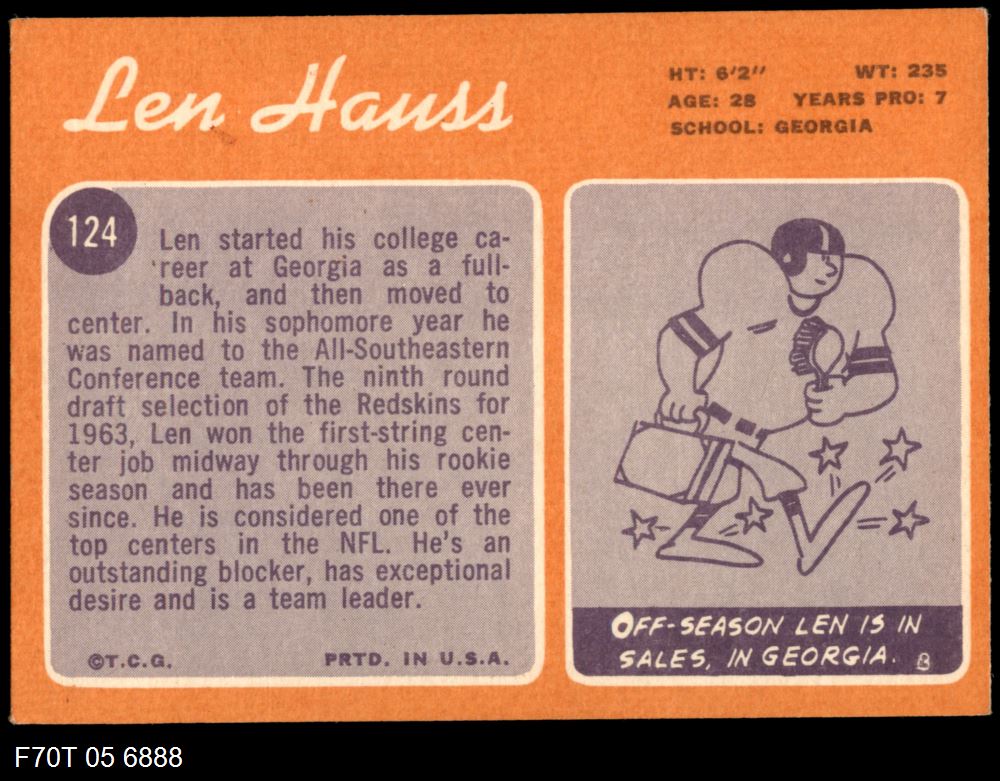 Len Hauss
HT: 6'2" WT: 235
AGE: 28 YEARS PRO: 7
SCHOOL: GEORGIA
124
Len started his college ca-
reer at Georgia as a full-
back, and then moved to
center. In his sophomore year he
was named to the All-Southeastern
Conference team. The ninth round
draft selection of the Redskins for
1963, Len won the first-string cen-
ter job midway through his rookie
season and has been there ever
since. He is considered one of the
top centers in the NFL. He's an
outstanding blocker, has exceptional
desire and is a team leader.
©T.C.G. PRTD. IN U.S.A.
OFF-SEASON LEN IS IN
SALES, IN GEORGIA. B
F70T 05 6888